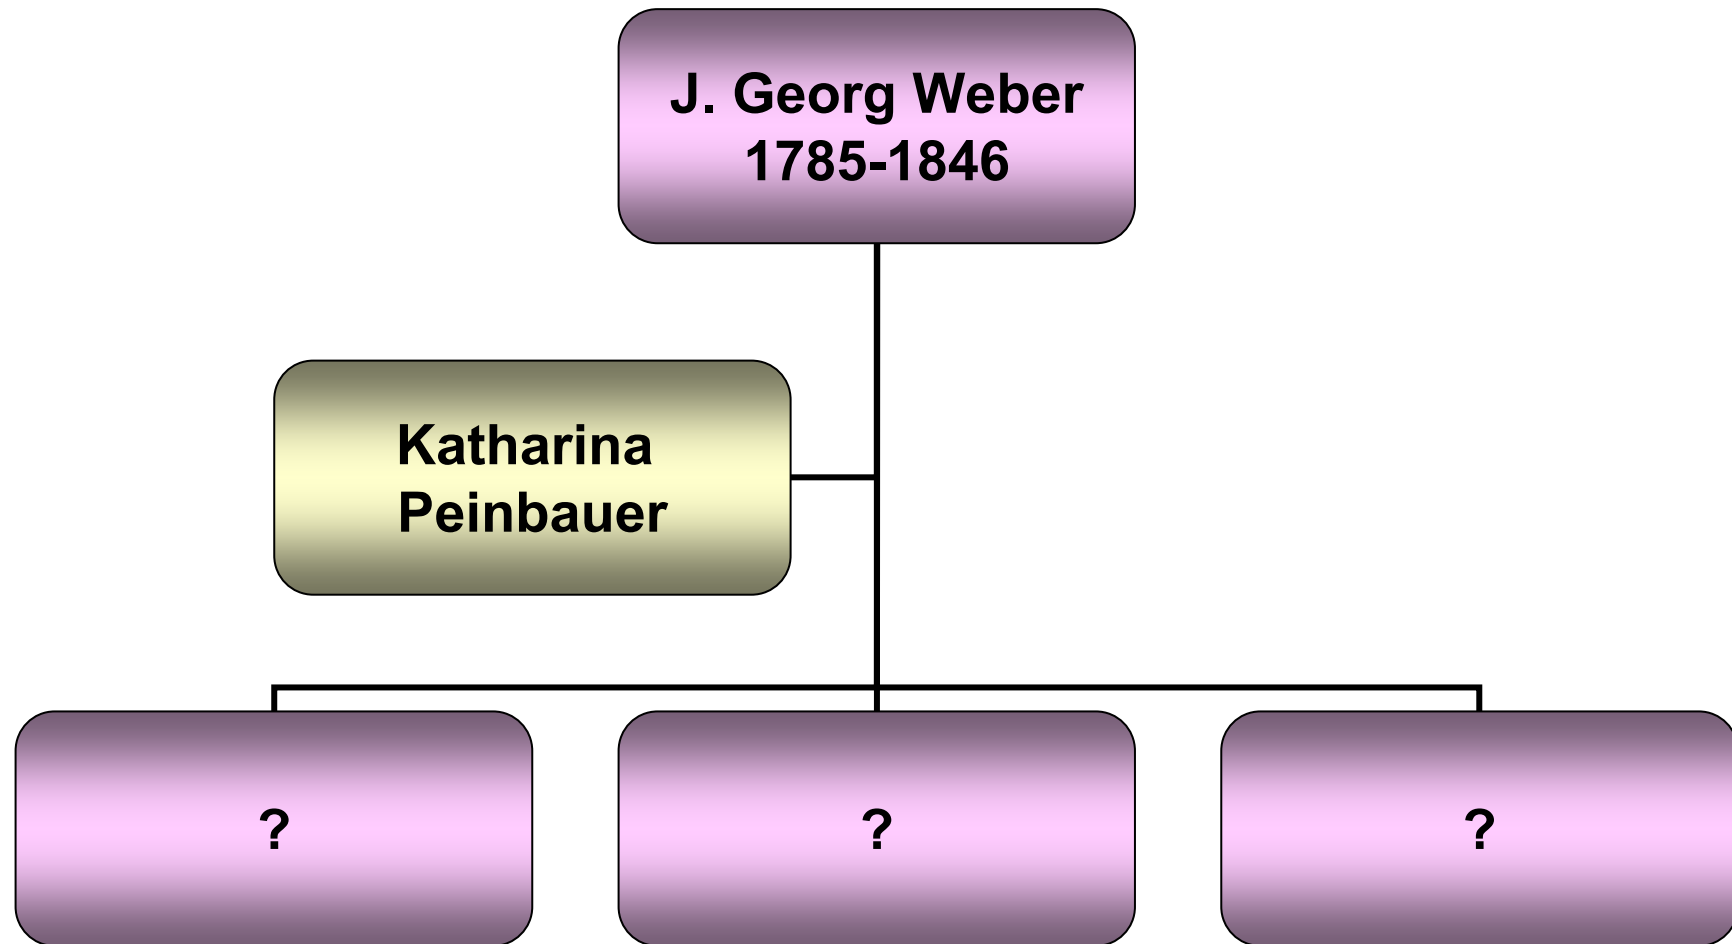 J. Georg Weber
1785-1846
Katharina
Peinbauer
?
?
?